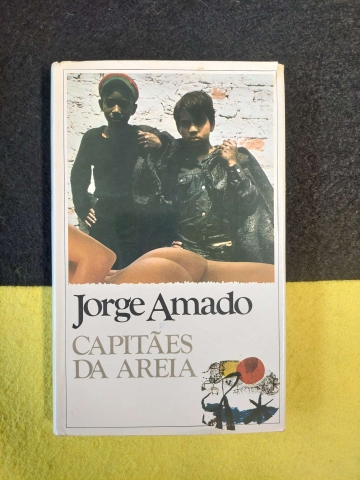 Jorge Amado
CAPITÃES
DA AREIA